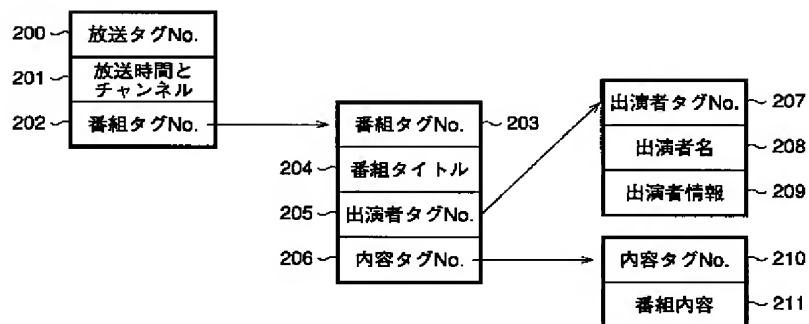 200
放送タグNo.
201
放送時間と
チャンネル
202
番組タグNo.
番組タグNo.
203
204
番組タイトル
205
出演者タグNo.
206
内容タグNo.
出演者タグNo.
207
出演者名
208
出演者情報
209
内容タグNo.
210
番組内容
211